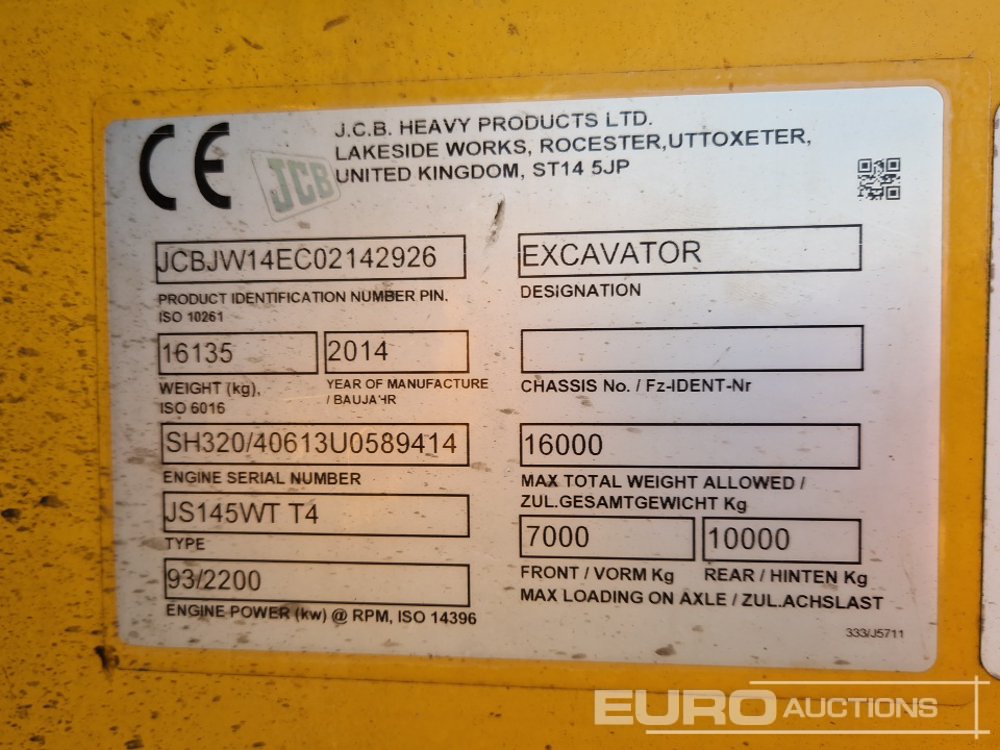 CE
JCB
J.C.B. HEAVY PRODUCTS LTD.
LAKESIDE WORKS, ROCESTER,UTTOXETER,
UNITED KINGDOM, ST14 5JP
JCBJW14EC02142926
PRODUCT IDENTIFICATION NUMBER PIN.
ISO 10261
EXCAVATOR
DESIGNATION
16135
WEIGHT (kg),
ISO 6016
2014
YEAR OF MANUFACTURE
/ BAUJAHR
CHASSIS No. / Fz-IDENT-Nr
SH320/40613U0589414
ENGINE SERIAL NUMBER
16000
MAX TOTAL WEIGHT ALLOWED /
ZUL.GESAMTGEWICHT Kg
JS145WT T4
TYPE
7000
FRONT / VORM Kg
10000
REAR / HINTEN Kg
MAX LOADING ON AXLE / ZUL.ACHSLAST
93/2200
ENGINE POWER (kw) @ RPM, ISO 14396
333/J5711
EURO AUCTIONS